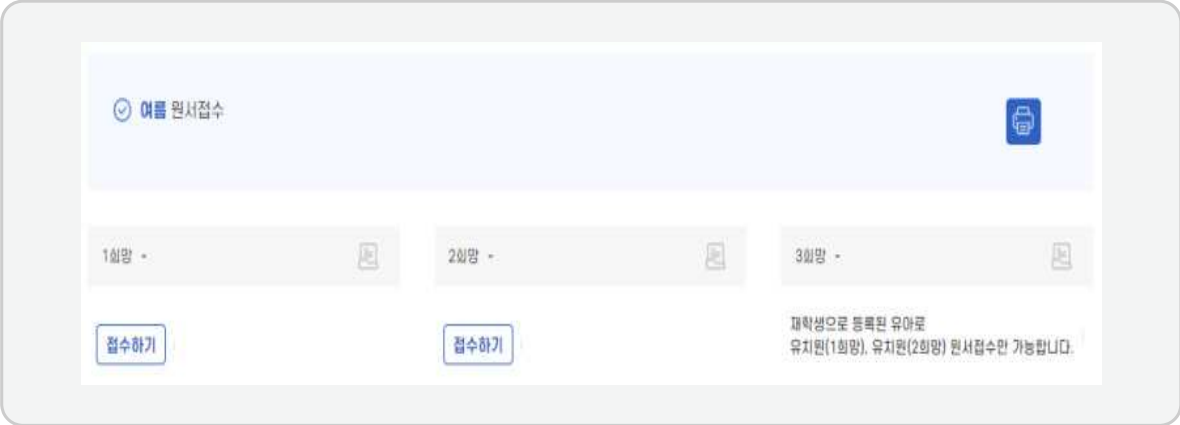 여름 원서접수
1희망 -
2희망 -
3희망 -
접수하기
접수하기
재학생으로 등록된 유아로
유치원(1희망), 유치원(2희망) 원서접수만 가능합니다.